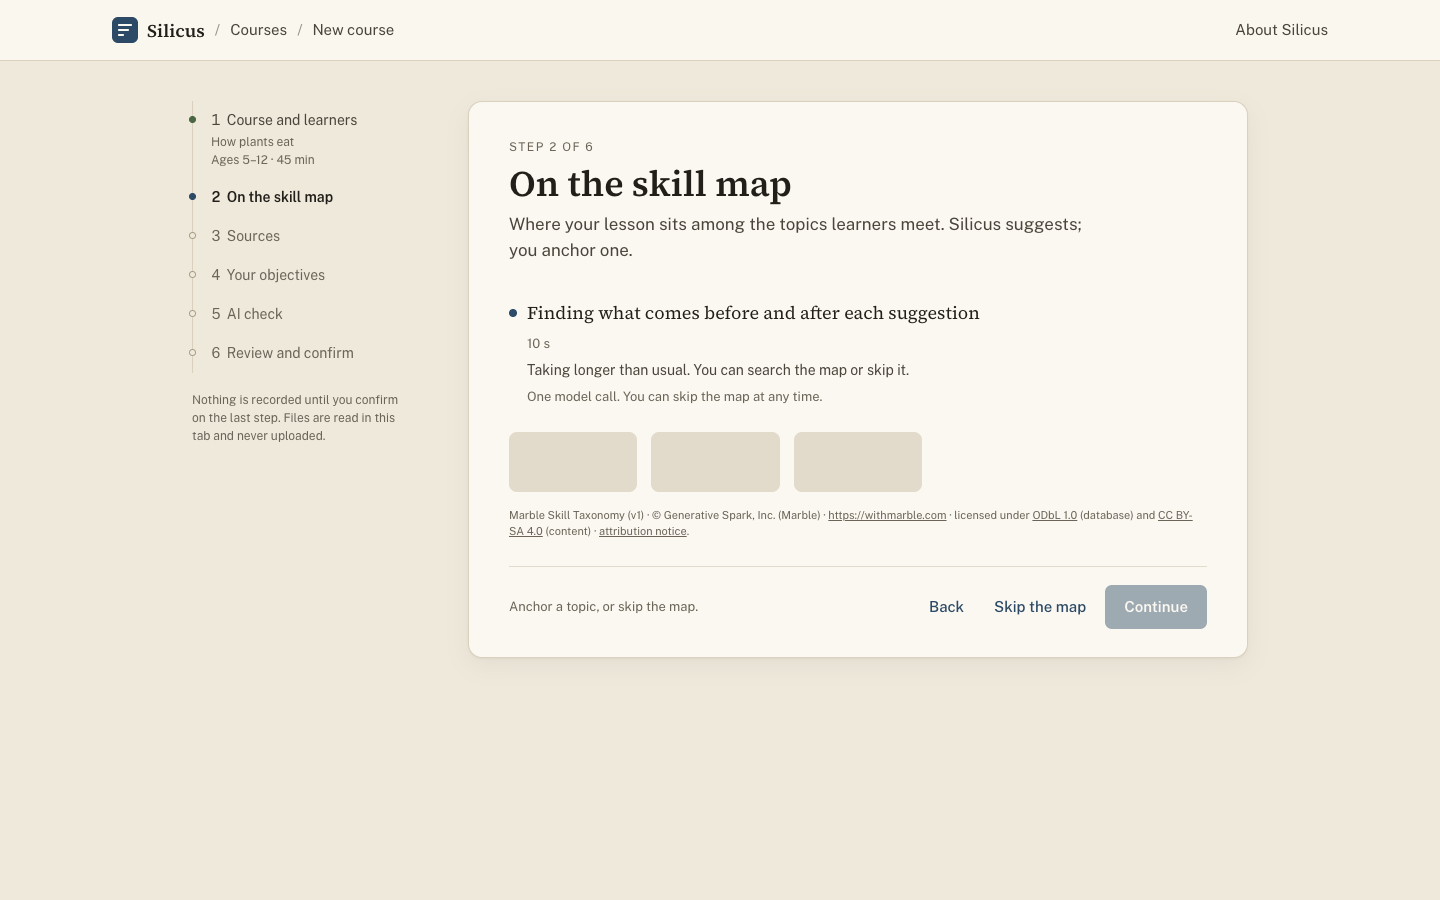 Silicus / Courses / New course
About Silicus
1 Course and learners
How plants eat
Ages 5–12 · 45 min
2 On the skill map
3 Sources
4 Your objectives
5 AI check
6 Review and confirm
Nothing is recorded until you confirm
on the last step. Files are read in this
tab and never uploaded.
STEP 2 OF 6
On the skill map
Where your lesson sits among the topics learners meet. Silicus suggests;
you anchor one.
Finding what comes before and after each suggestion
10 s
Taking longer than usual. You can search the map or skip it.
One model call. You can skip the map at any time.
Marble Skill Taxonomy (v1) · © Generative Spark, Inc. (Marble) · https://withmarble.com · licensed under ODbL 1.0 (database) and CC BY-
SA 4.0 (content) · attribution notice.
Anchor a topic, or skip the map.
Back
Skip the map
Continue